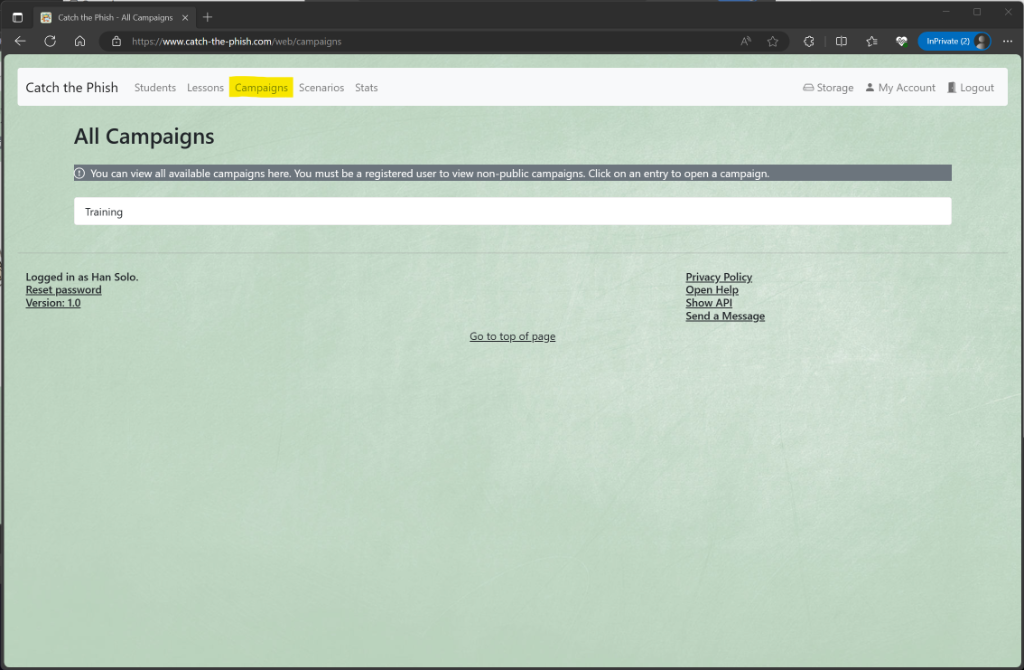 Catch the Phish - All Campaigns
https://www.catch-the-phish.com/web/campaigns
InPrivate (2)
Catch the Phish Students Lessons Campaigns Scenarios Stats Storage My Account Logout
All Campaigns
You can view all available campaigns here. You must be a registered user to view non-public campaigns. Click on an entry to open a campaign.
Training
Logged in as Han Solo.
Reset password
Version: 1.0
Privacy Policy
Open Help
Show API
Send a Message
Go to top of page